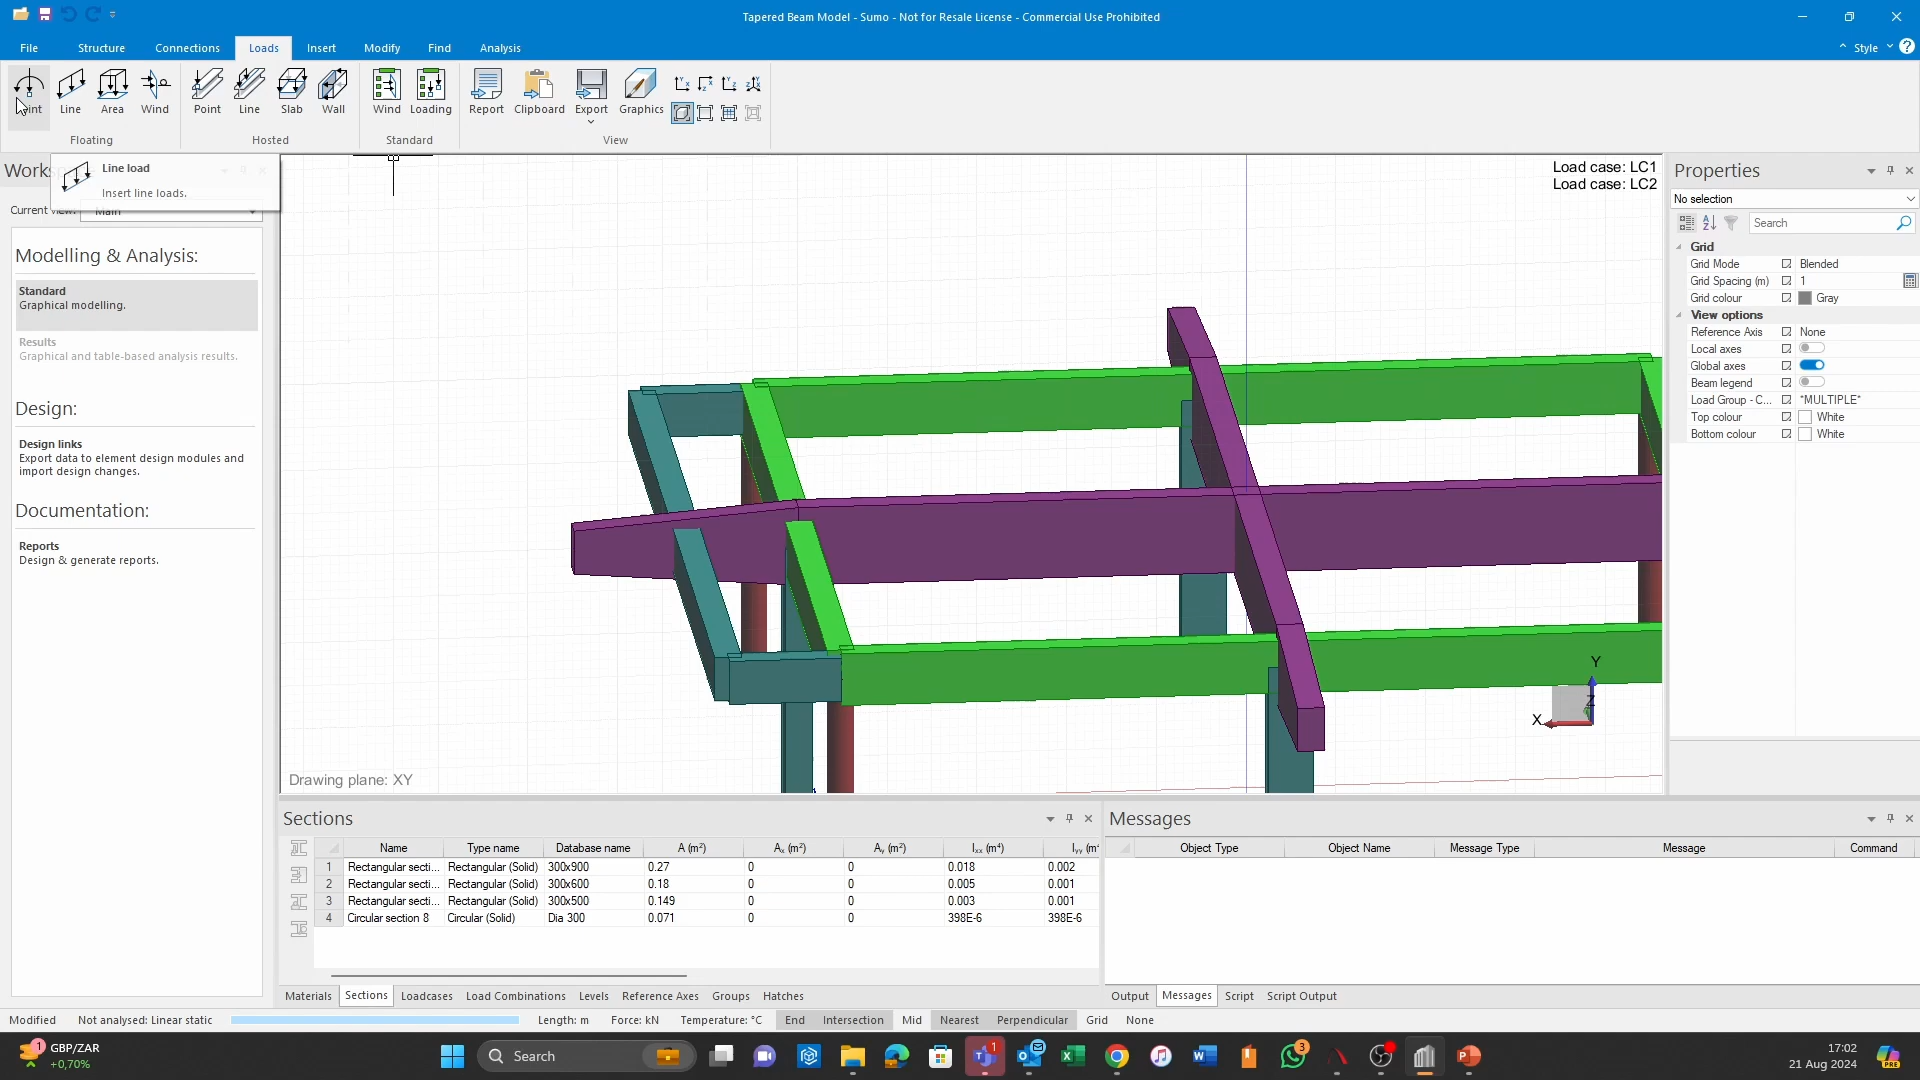 Tapered Beam Model - Sumo - Not for Resale License - Commercial Use Prohibited
File Structure Connections Loads Insert Modify Find Analysis
Style
Line Area Wind Point Line Slab Wall Wind Loading Report Clipboard Export Graphics
Floating Hosted Standard View
Line load
Insert line loads.
Current view: Main
Modelling & Analysis:
Standard
Graphical modelling.
Results
Graphical and table-based analysis results.
Design:
Design links
Export data to element design modules and
import design changes.
Documentation:
Reports
Design & generate reports.
Load case: LC1
Load case: LC2
Y
Z
X
Drawing plane: XY
Properties
No selection
Search
Grid
Grid Mode Blended
Grid Spacing (m) 1
Grid colour Gray
View options
Reference Axis None
Local axes
Global axes
Beam legend
Load Group - C... *MULTIPLE*
Top colour White
Bottom colour White
Sections
Name Type name Database name A (m²) Aₓ (m²) Aᵧ (m²) Iₓₓ (m⁴) Iᵧᵧ (m⁴
1 Rectangular secti... Rectangular (Solid) 300x900 0.27 0 0 0.018 0.002
2 Rectangular secti... Rectangular (Solid) 300x600 0.18 0 0 0.005 0.001
3 Rectangular secti... Rectangular (Solid) 300x500 0.149 0 0 0.003 0.001
4 Circular section 8 Circular (Solid) Dia 300 0.071 0 0 398E-6 398E-6
Materials Sections Loadcases Load Combinations Levels Reference Axes Groups Hatches
Messages
Object Type Object Name Message Type Message Command
Output Messages Script Script Output
Modified Not analysed: Linear static Length: m Force: kN Temperature: °C End Intersection Mid Nearest Perpendicular Grid None
1
GBP/ZAR
+0,70%
Search
1
3
17:02
21 Aug 2024
PRE